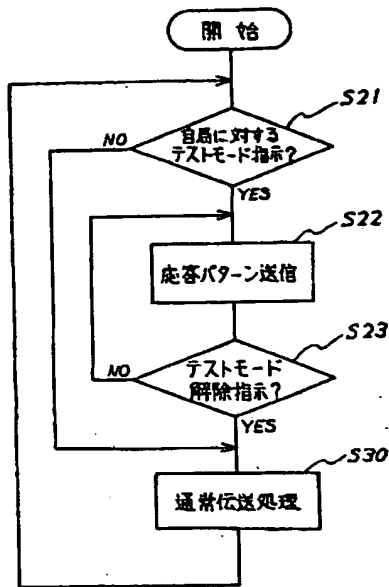 開始
S21
自局に対する
テストモード指示?
NO
YES
S22
応答パターン送信
S23
テストモード
解除指示?
NO
YES
S30
通常伝送処理